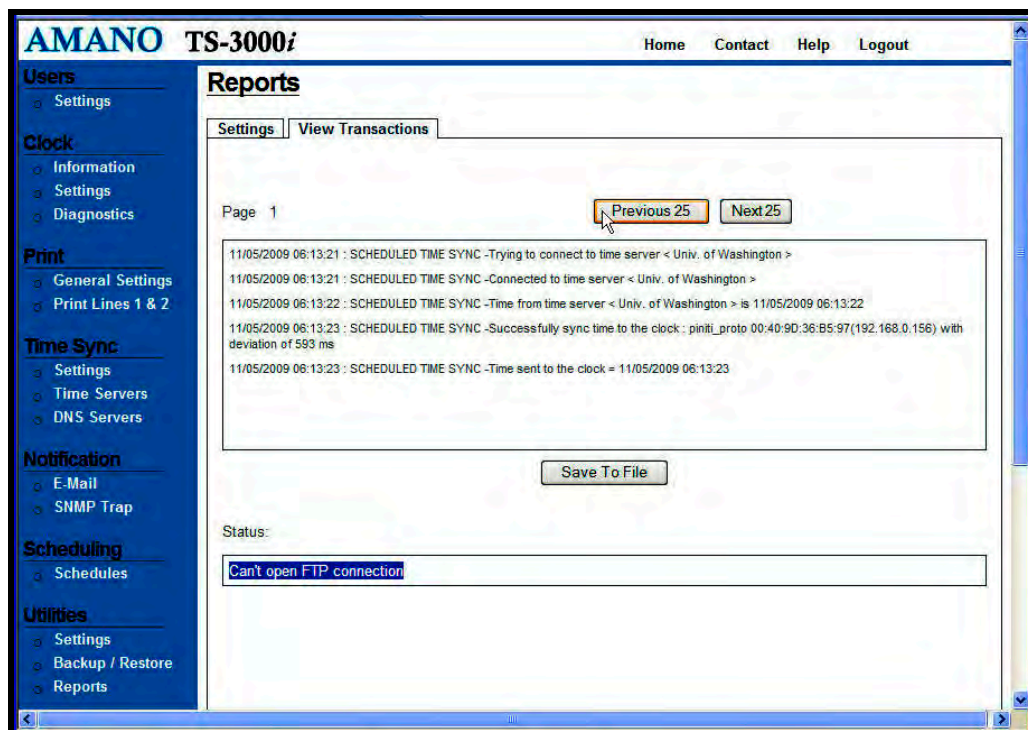 AMANO TS-3000i
Home Contact Help Logout
Users
Settings
Clock
Information
Settings
Diagnostics
Print
General Settings
Print Lines 1 & 2
Time Sync
Settings
Time Servers
DNS Servers
Notification
E-Mail
SNMP Trap
Scheduling
Schedules
Utilities
Settings
Backup / Restore
Reports
Reports
Settings View Transactions
Page 1
Previous 25 Next 25
11/05/2009 06:13:21 : SCHEDULED TIME SYNC -Trying to connect to time server < Univ. of Washington >
11/05/2009 06:13:21 : SCHEDULED TIME SYNC -Connected to time server < Univ. of Washington >
11/05/2009 06:13:22 : SCHEDULED TIME SYNC -Time from time server < Univ. of Washington > is 11/05/2009 06:13:22
11/05/2009 06:13:23 : SCHEDULED TIME SYNC -Successfully sync time to the clock : piniti_proto 00:40:9D:36:B5:97(192.168.0.156) with
deviation of 593 ms
11/05/2009 06:13:23 : SCHEDULED TIME SYNC -Time sent to the clock = 11/05/2009 06:13:23
Save To File
Status:
Can't open FTP connection